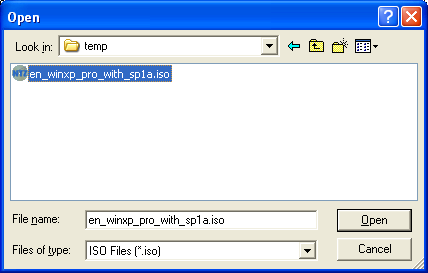 Open
Look in: temp
en_winxp_pro_with_sp1a.iso
File name: en_winxp_pro_with_sp1a.iso Open
Files of type: ISO Files (*.iso) Cancel